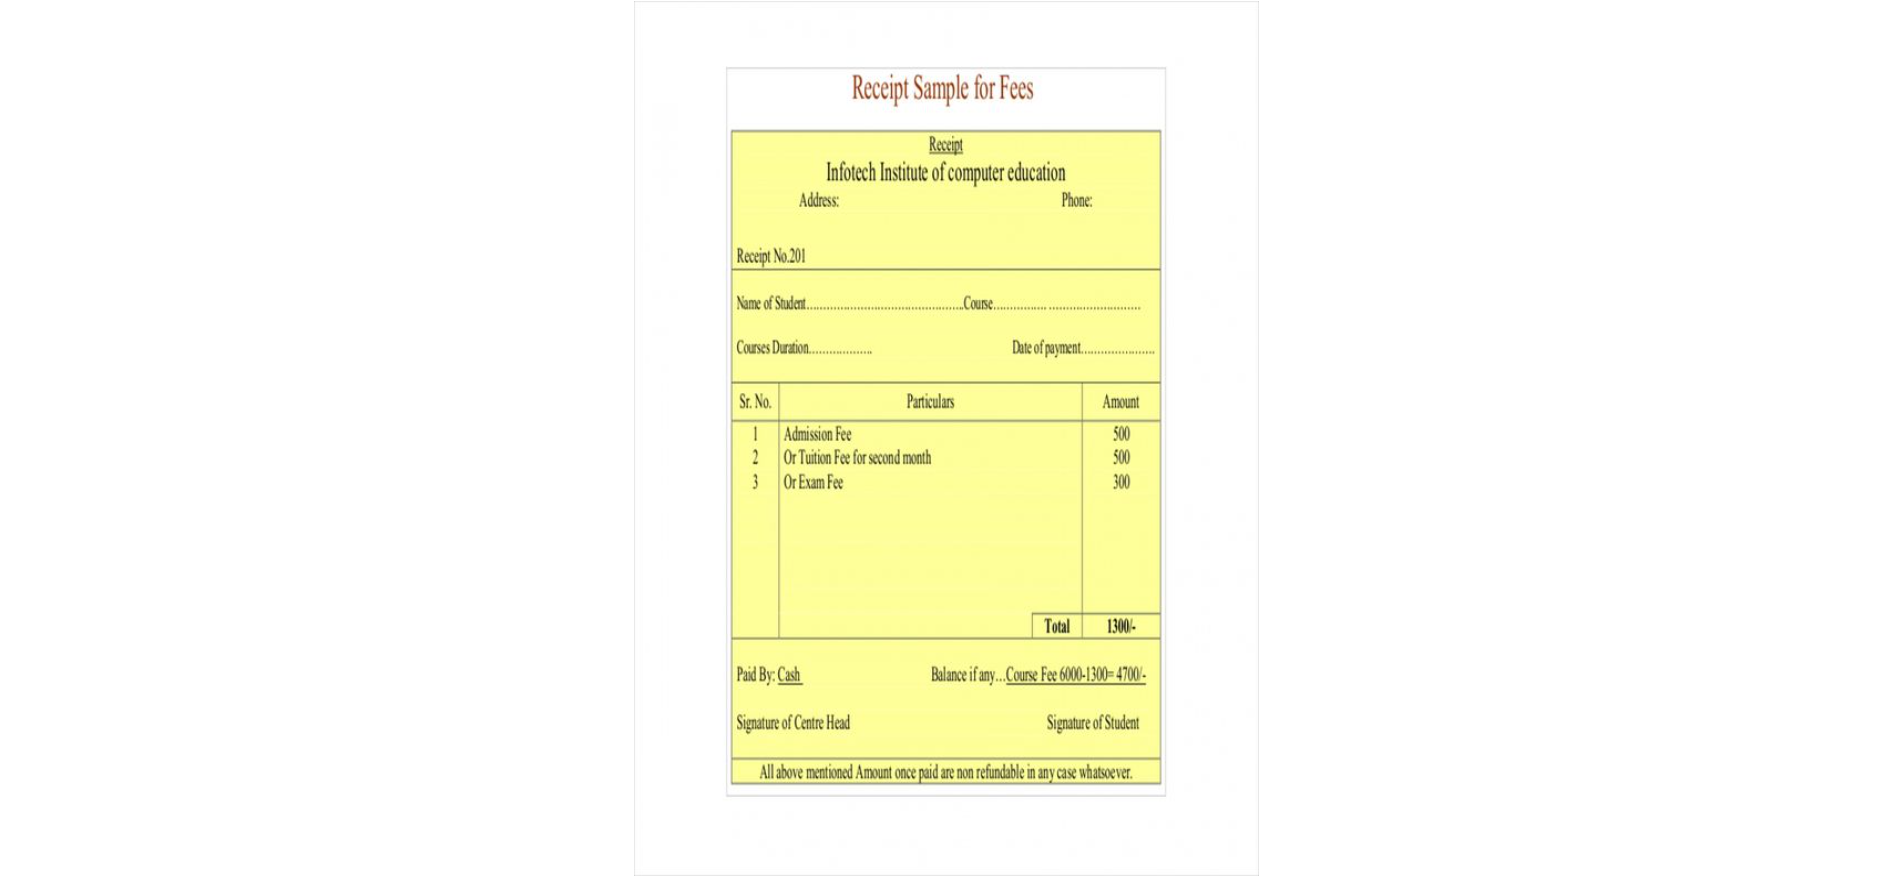 Receipt Sample for Fees
Receipt
Infotech Institute of computer education
Address: Phone:
Receipt No.201
Name of Student……………………………………….Course……………. ………………………
Courses Duration………………. Date of payment………………….
Sr. No. Particulars Amount
1 Admission Fee 500
2 Or Tuition Fee for second month 500
3 Or Exam Fee 300
Total 1300/-
Paid By: Cash Balance if any…Course Fee 6000-1300= 4700/-
Signature of Centre Head Signature of Student
All above mentioned Amount once paid are non refundable in any case whatsoever.